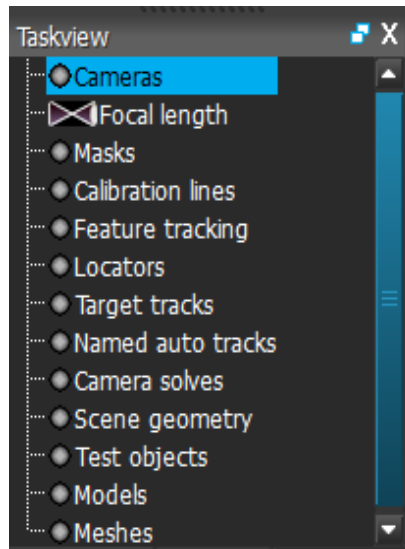 Taskview X
Cameras
Focal length
Masks
Calibration lines
Feature tracking
Locators
Target tracks
Named auto tracks
Camera solves
Scene geometry
Test objects
Models
Meshes